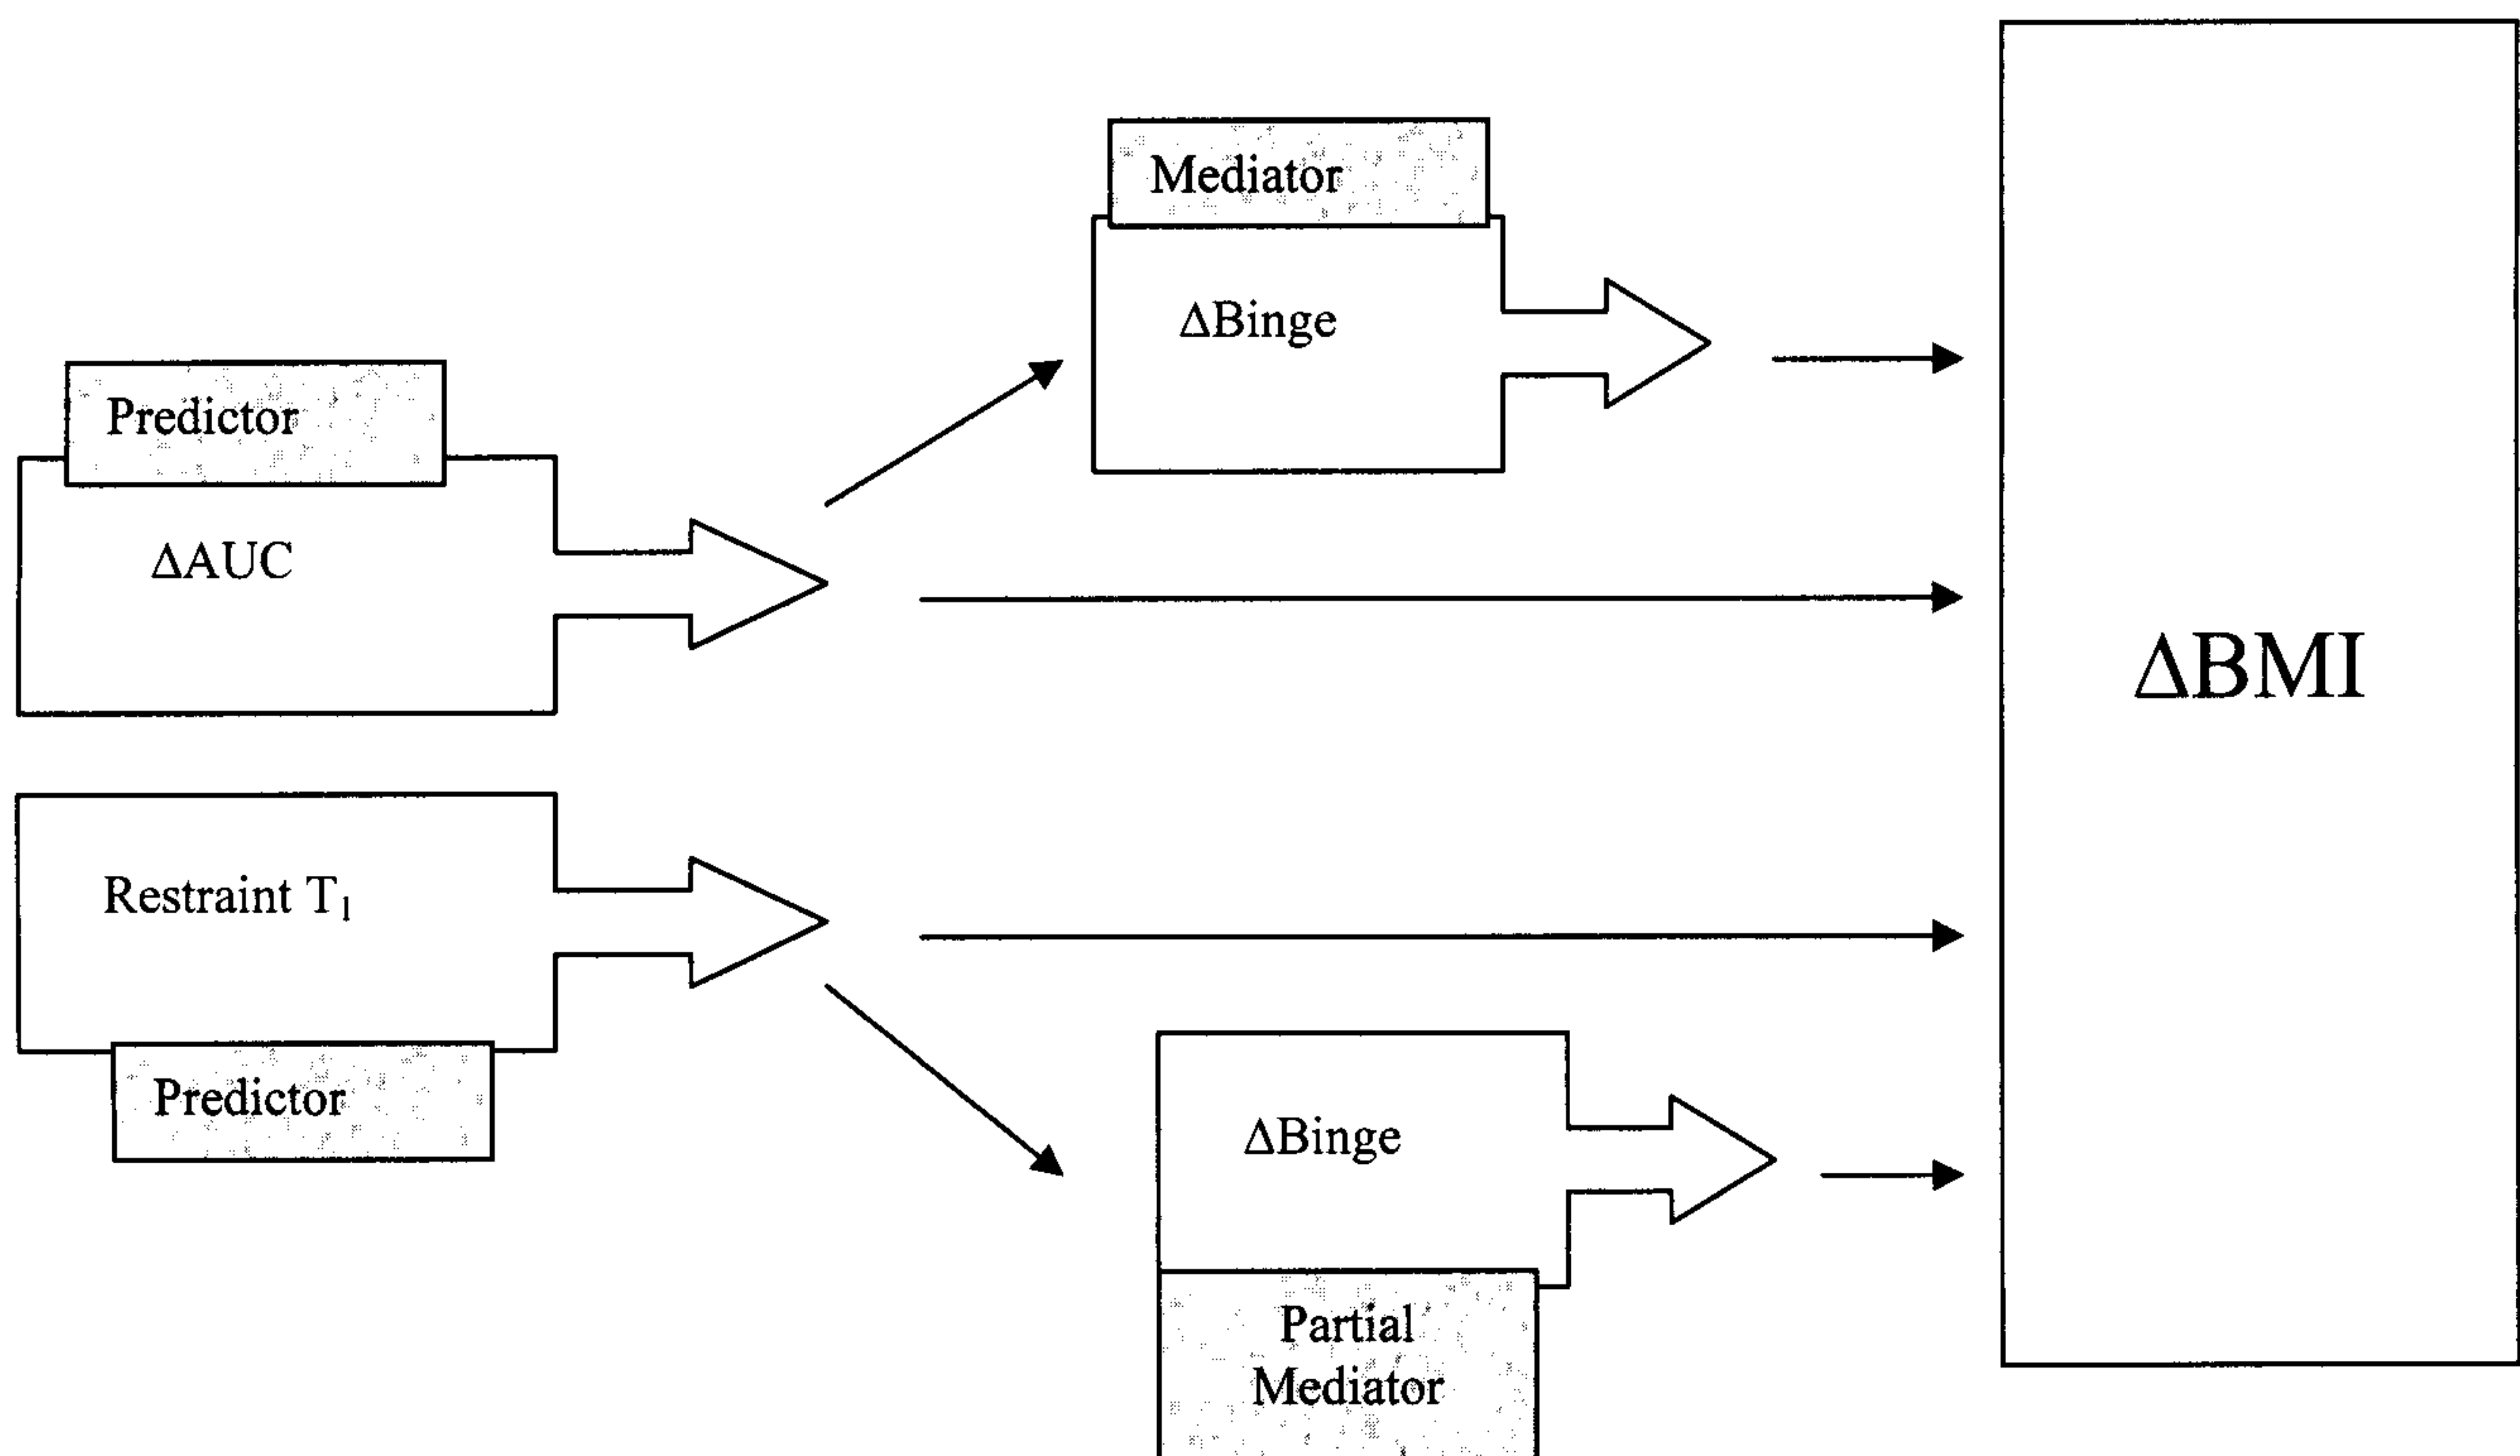 Mediator
ΔBinge
Predictor
ΔAUC
ΔBMI
Restraint T₁
Predictor
ΔBinge
Partial
Mediator